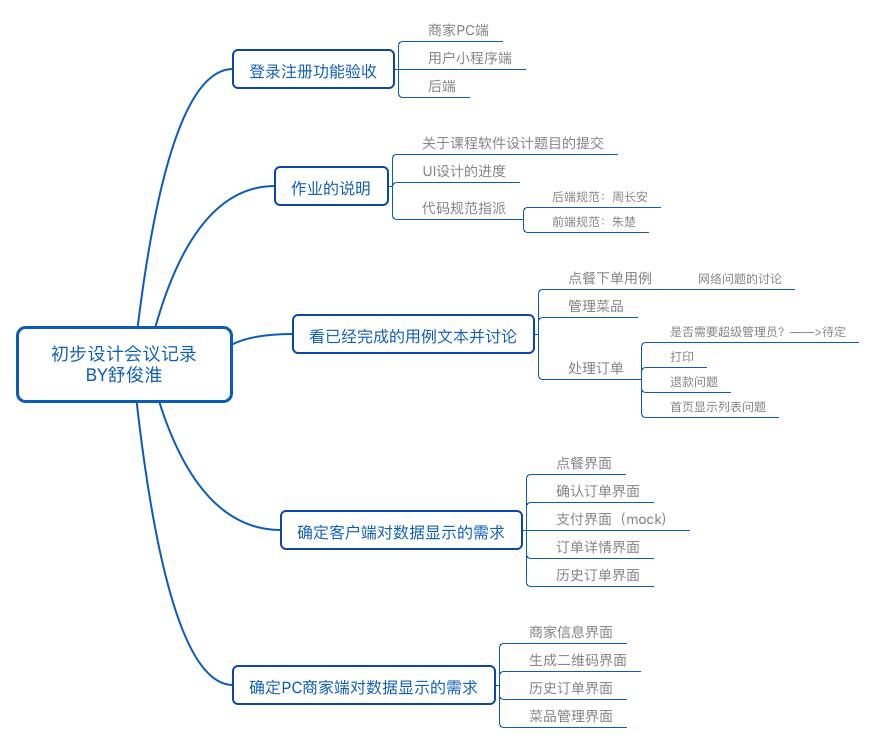 初步设计会议记录
BY舒俊淮
登录注册功能验收
商家PC端
用户小程序端
后端
作业的说明
关于课程软件设计题目的提交
UI设计的进度
代码规范指派
后端规范：周长安
前端规范：朱楚
看已经完成的用例文本并讨论
点餐下单用例
网络问题的讨论
管理菜品
处理订单
是否需要超级管理员？——>待定
打印
退款问题
首页显示列表问题
确定客户端对数据显示的需求
点餐界面
确认订单界面
支付界面（mock）
订单详情界面
历史订单界面
确定PC商家端对数据显示的需求
商家信息界面
生成二维码界面
历史订单界面
菜品管理界面